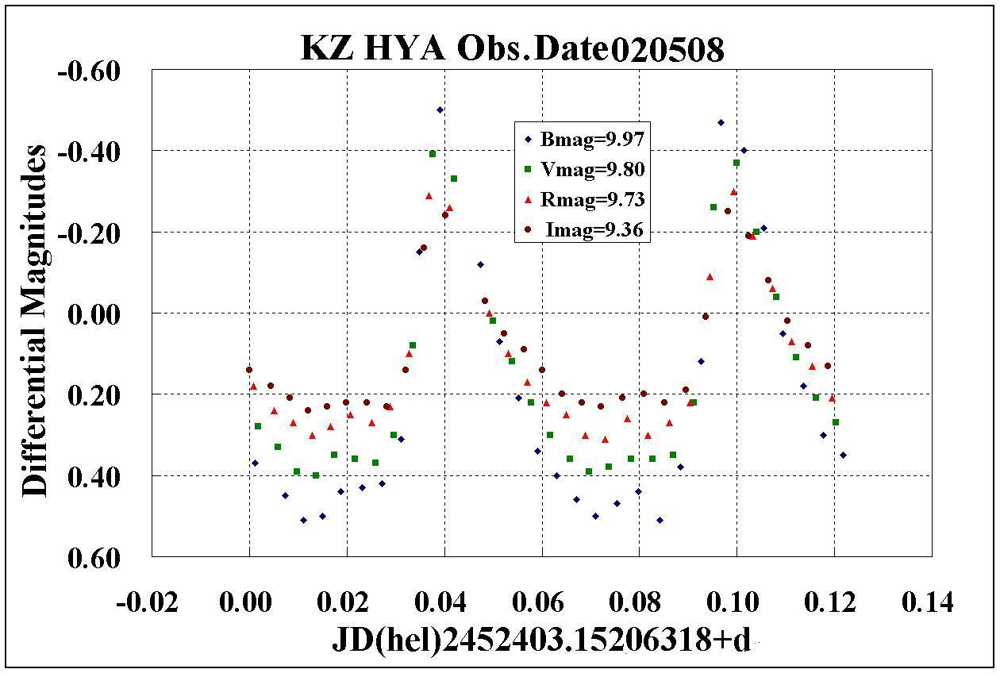 KZ HYA Obs.Date020508
-0.60
-0.40
-0.20
0.00
0.20
0.40
0.60
Differential Magnitudes
Bmag=9.97
Vmag=9.80
Rmag=9.73
Imag=9.36
-0.02 0.00 0.02 0.04 0.06 0.08 0.10 0.12 0.14
JD(hel)2452403.15206318+d